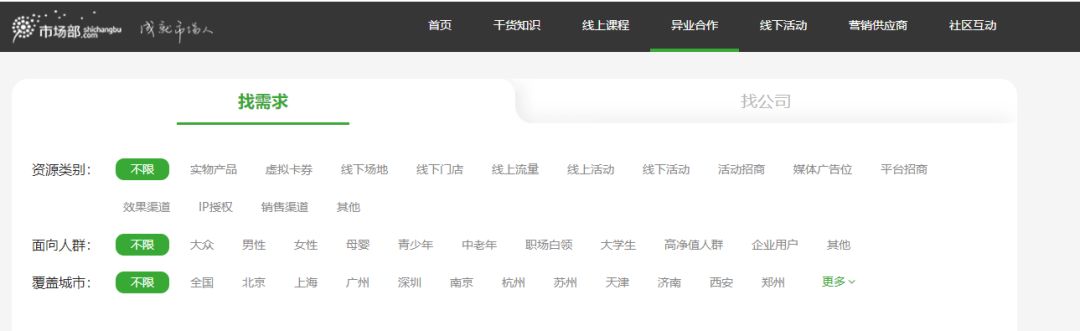 市场部 shichangbu .com 成就市场人 首页 干货知识 线上课程 异业合作 线下活动 营销供应商 社区互动
找需求 找公司
资源类别: 不限 实物产品 虚拟卡券 线下场地 线下门店 线上流量 线上活动 线下活动 活动招商 媒体广告位 平台招商
效果渠道 IP授权 销售渠道 其他
面向人群: 不限 大众 男性 女性 母婴 青少年 中老年 职场白领 大学生 高净值人群 企业用户 其他
覆盖城市: 不限 全国 北京 上海 广州 深圳 南京 杭州 苏州 天津 济南 西安 郑州 更多